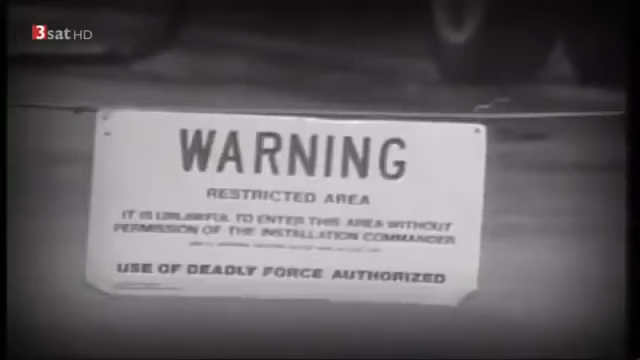 3sat HD
WARNING
RESTRICTED AREA
IT IS UNLAWFUL TO ENTER THIS AREA WITHOUT
PERMISSION OF THE INSTALLATION COMMANDER
USE OF DEADLY FORCE AUTHORIZED